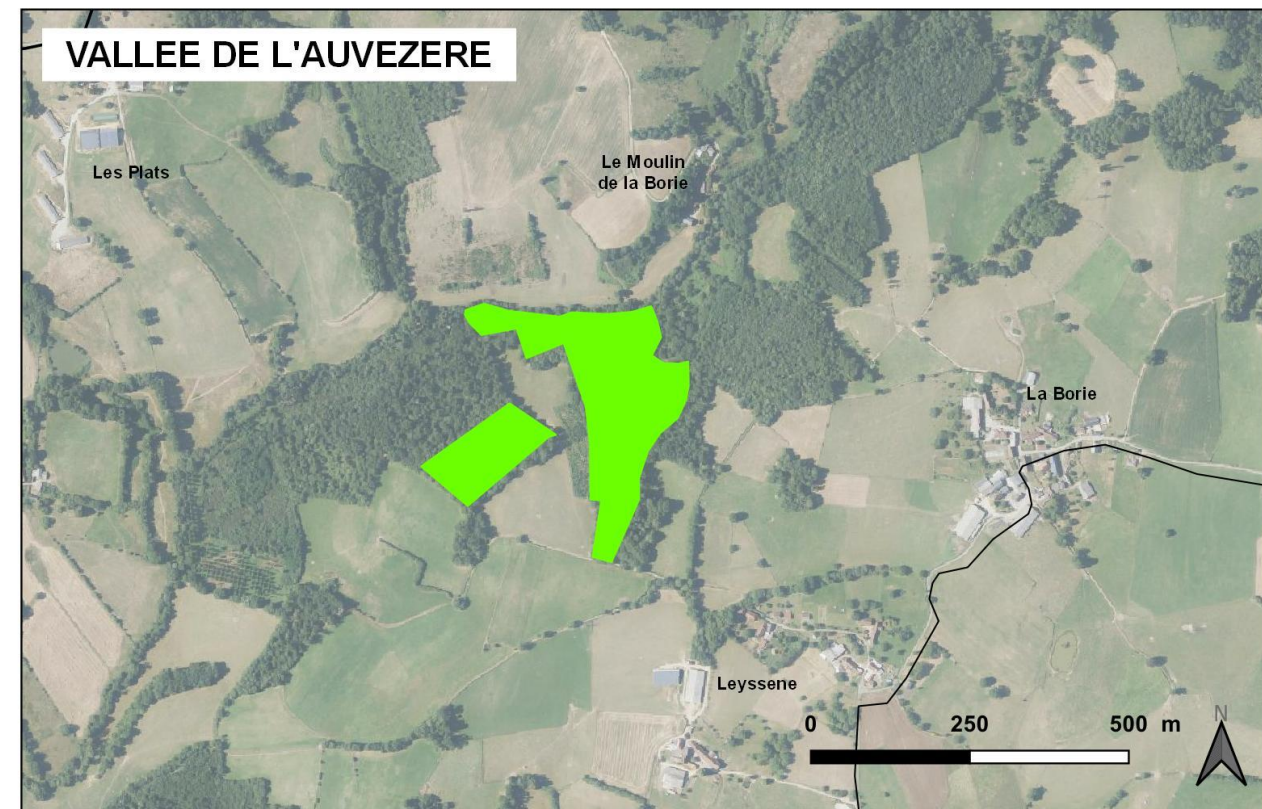 VALLEE DE L'AUVEZERE
Les Plats
Le Moulin
de la Borie
La Borie
Leyssene
0 250 500 m
N